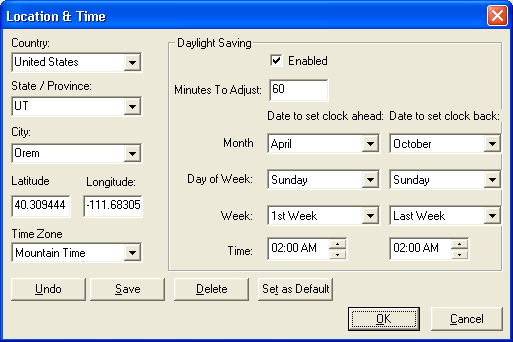 Location & Time
Country:
United States
State / Province:
UT
City:
Orem
Latitude Longitude:
40.309444 -111.68305
Time Zone
Mountain Time
Daylight Saving
Enabled
Minutes To Adjust: 60
Date to set clock ahead: Date to set clock back:
Month April October
Day of Week: Sunday Sunday
Week: 1st Week Last Week
Time: 02:00 AM 02:00 AM
Undo Save Delete Set as Default
OK Cancel